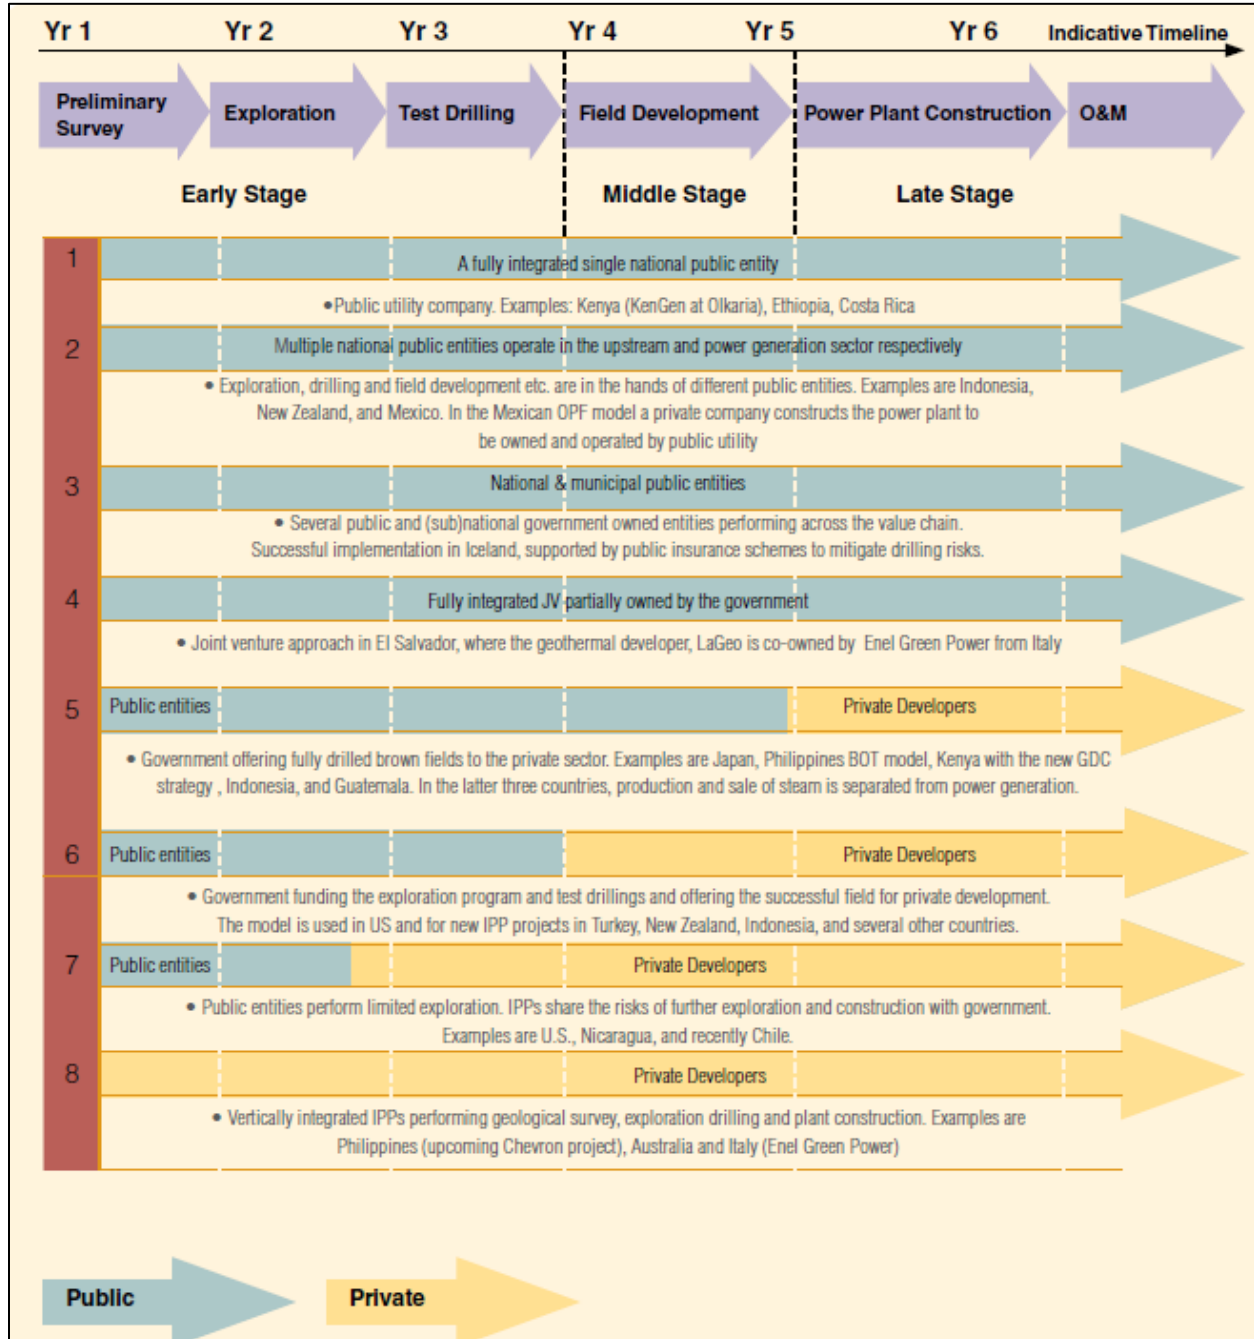 Yr 1 Yr 2 Yr 3 Yr 4 Yr 5 Yr 6 Indicative Timeline
Preliminary
Survey
Exploration
Test Drilling
Field Development
Power Plant Construction
O&M
Early Stage
Middle Stage
Late Stage
1
A fully integrated single national public entity
•Public utility company. Examples: Kenya (KenGen at Olkaria), Ethiopia, Costa Rica
2
Multiple national public entities operate in the upstream and power generation sector respectively
• Exploration, drilling and field development etc. are in the hands of different public entities. Examples are Indonesia,
New Zealand, and Mexico. In the Mexican OPF model a private company constructs the power plant to
be owned and operated by public utility
3
National & municipal public entities
• Several public and (sub)national government owned entities performing across the value chain.
Successful implementation in Iceland, supported by public insurance schemes to mitigate drilling risks.
4
Fully integrated JV partially owned by the government
• Joint venture approach in El Salvador, where the geothermal developer, LaGeo is co-owned by Enel Green Power from Italy
5
Public entities
Private Developers
• Government offering fully drilled brown fields to the private sector. Examples are Japan, Philippines BOT model, Kenya with the new GDC
strategy , Indonesia, and Guatemala. In the latter three countries, production and sale of steam is separated from power generation.
6
Public entities
Private Developers
• Government funding the exploration program and test drillings and offering the successful field for private development.
The model is used in US and for new IPP projects in Turkey, New Zealand, Indonesia, and several other countries.
7
Public entities
Private Developers
• Public entities perform limited exploration. IPPs share the risks of further exploration and construction with government.
Examples are U.S., Nicaragua, and recently Chile.
8
Private Developers
• Vertically integrated IPPs performing geological survey, exploration drilling and plant construction. Examples are
Philippines (upcoming Chevron project), Australia and Italy (Enel Green Power)
Public
Private